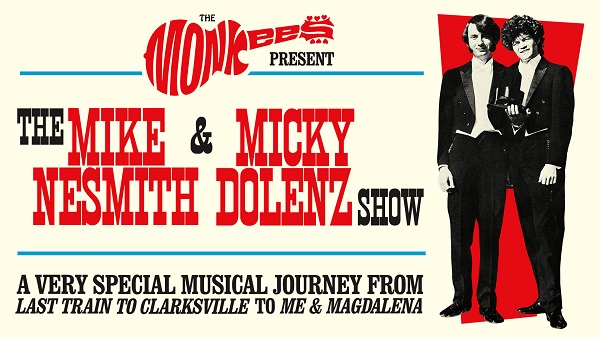 THE
MONKEES
PRESENT
THE MIKE & MICKY
NESMITH DOLENZ SHOW
A VERY SPECIAL MUSICAL JOURNEY FROM
LAST TRAIN TO CLARKSVILLE TO ME & MAGDALENA